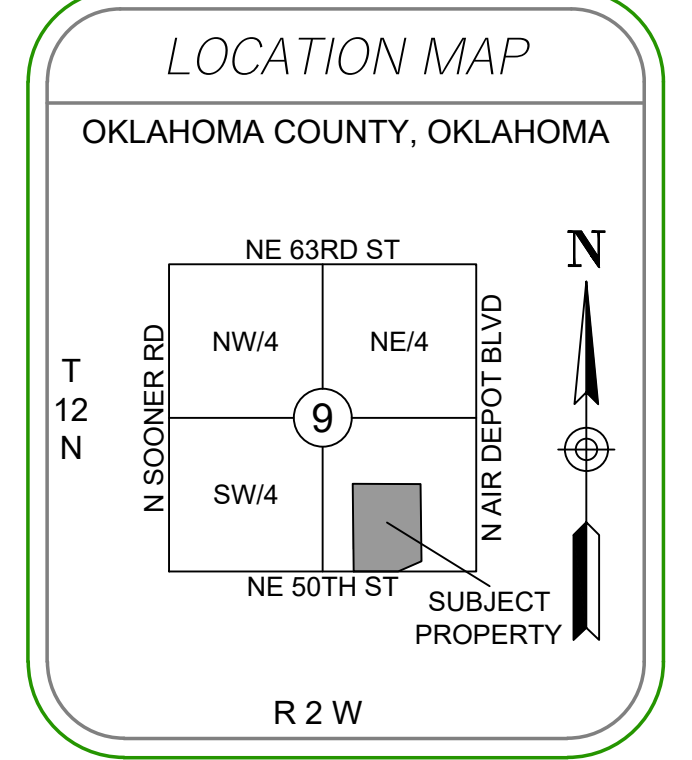 LOCATION MAP
OKLAHOMA COUNTY, OKLAHOMA
NE 63RD ST
N
N SOONER RD
NW/4
NE/4
N AIR DEPOT BLVD
T
12
N
9
SW/4
NE 50TH ST
SUBJECT
PROPERTY
R 2 W